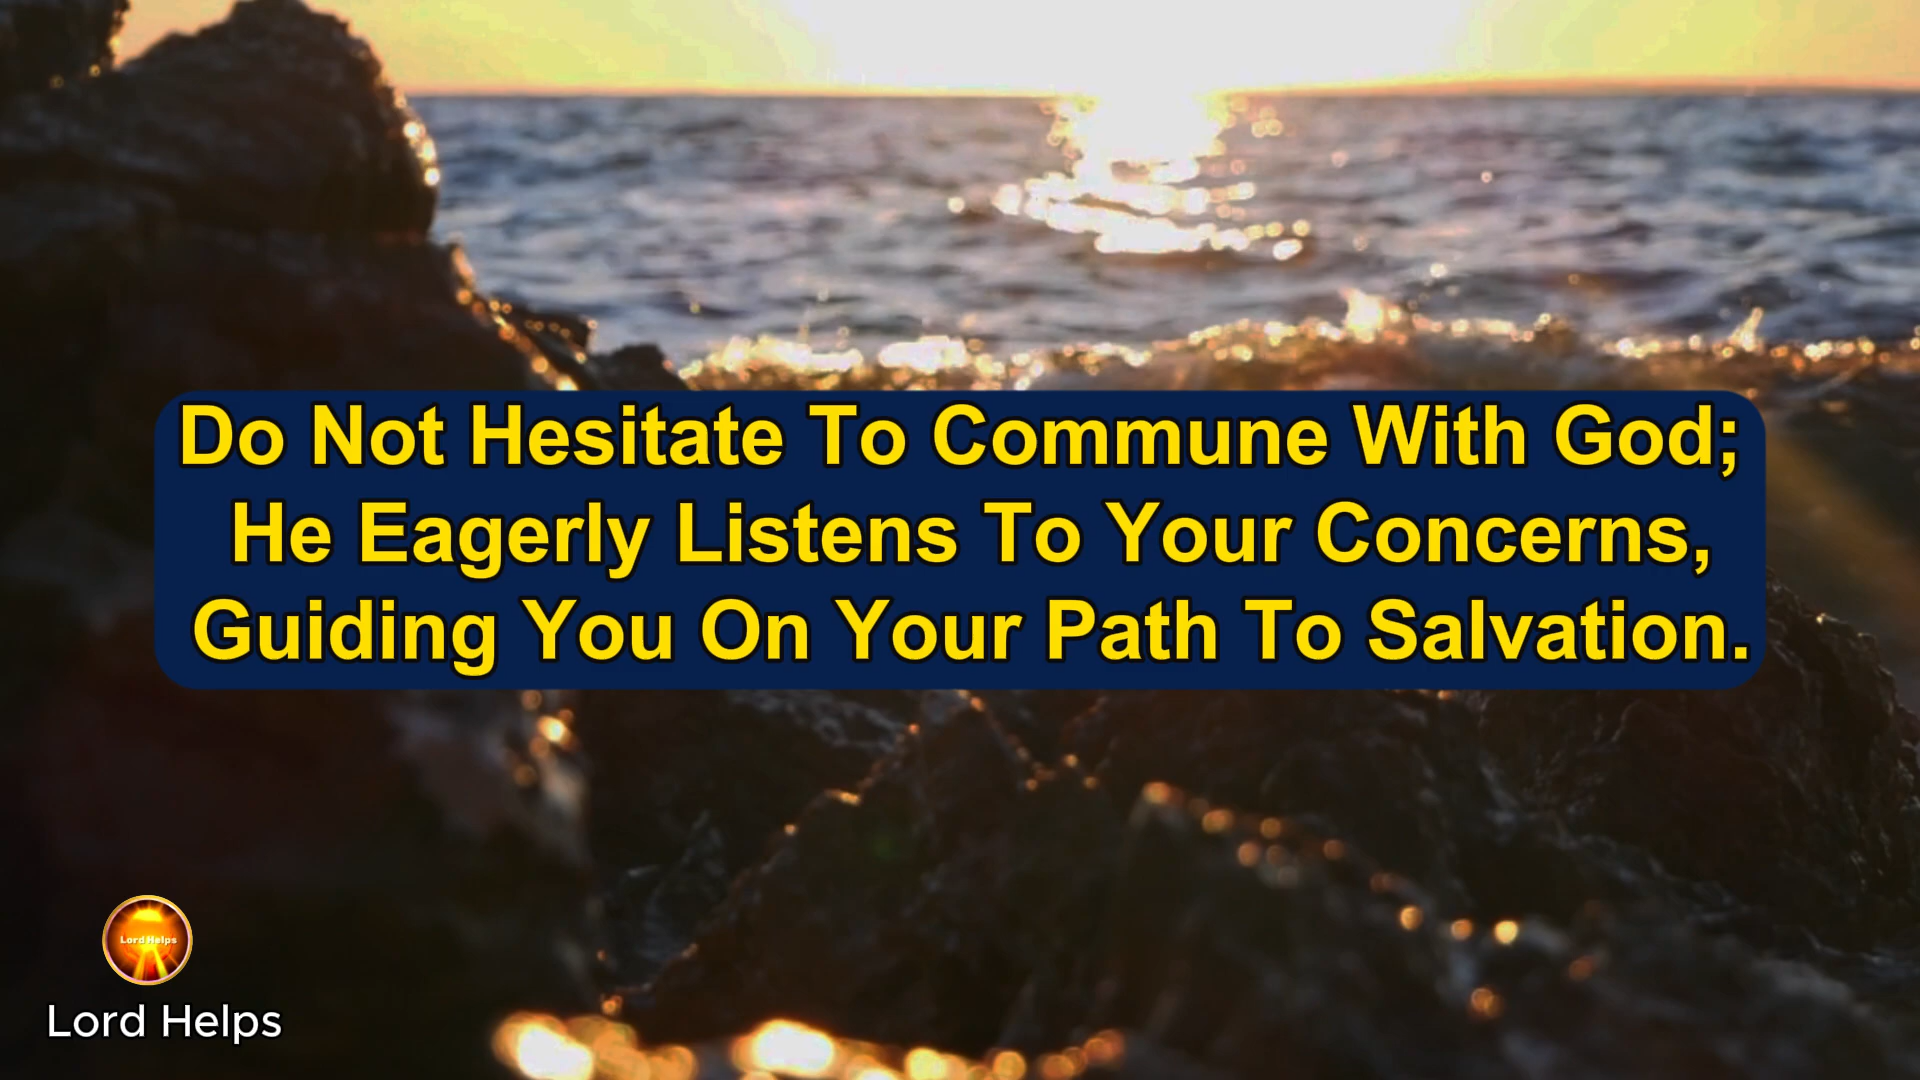 Do Not Hesitate To Commune With God;
He Eagerly Listens To Your Concerns,
Guiding You On Your Path To Salvation.
Lord Helps
Lord Helps